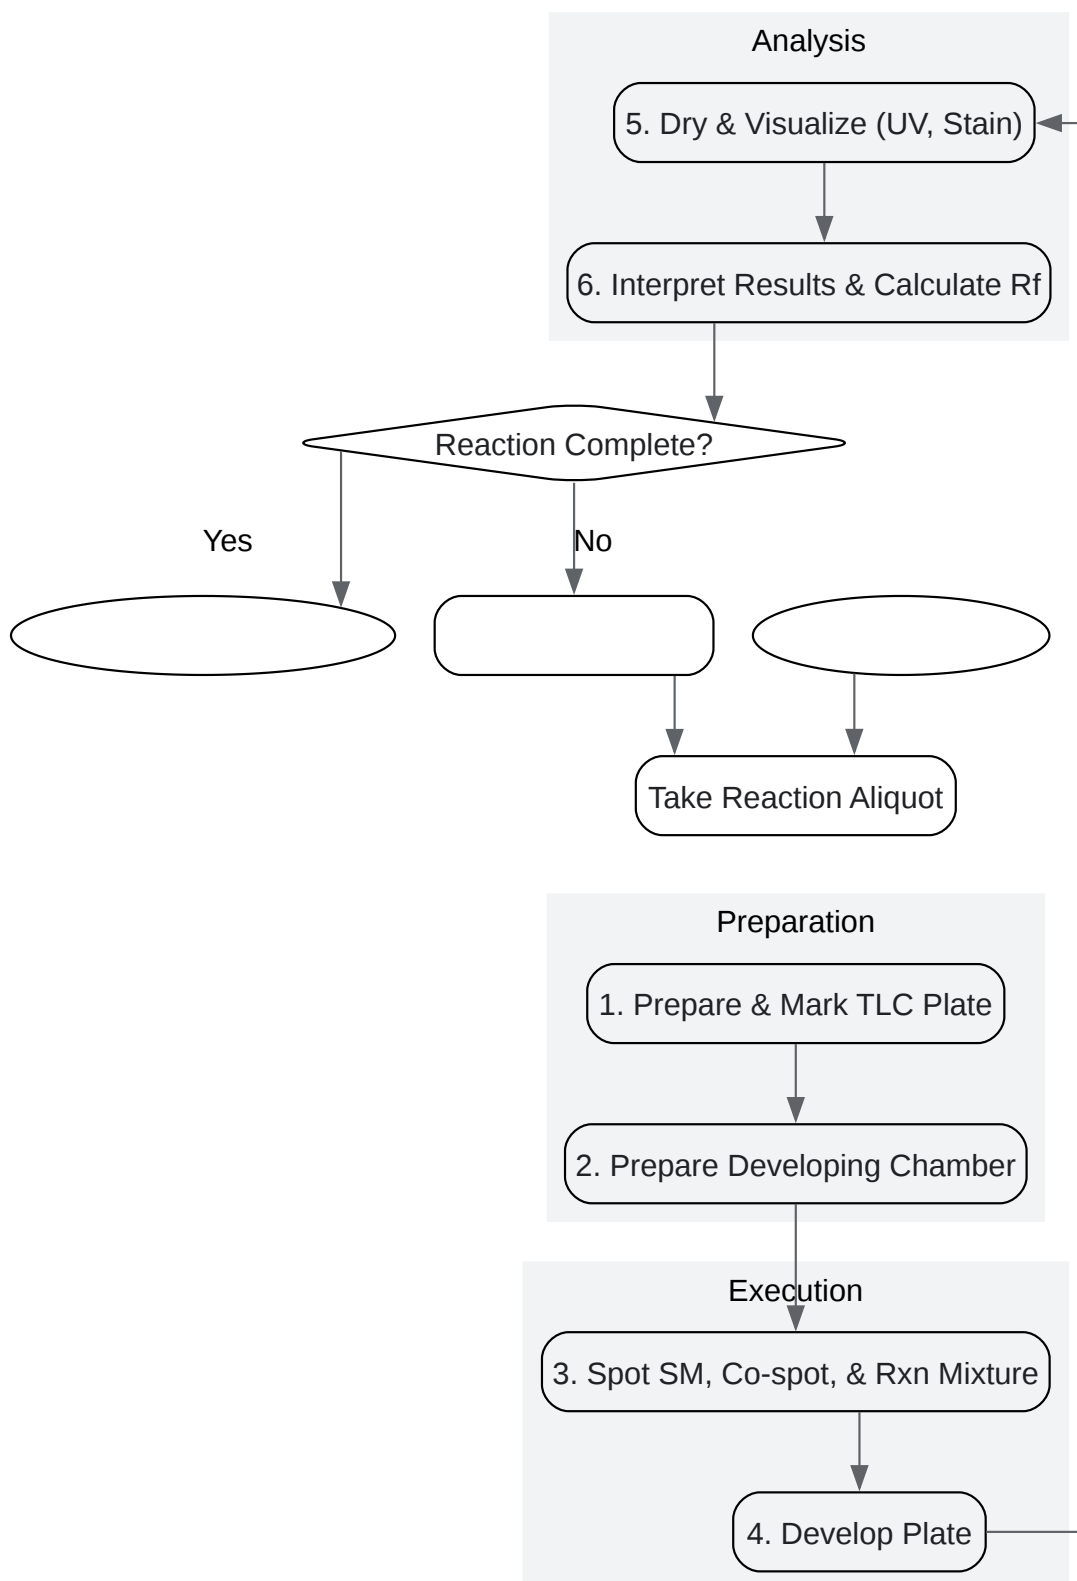 Analysis
5. Dry & Visualize (UV, Stain)
6. Interpret Results & Calculate Rf
Reaction Complete?
Yes
No
Take Reaction Aliquot
Preparation
1. Prepare & Mark TLC Plate
2. Prepare Developing Chamber
Execution
3. Spot SM, Co-spot, & Rxn Mixture
4. Develop Plate